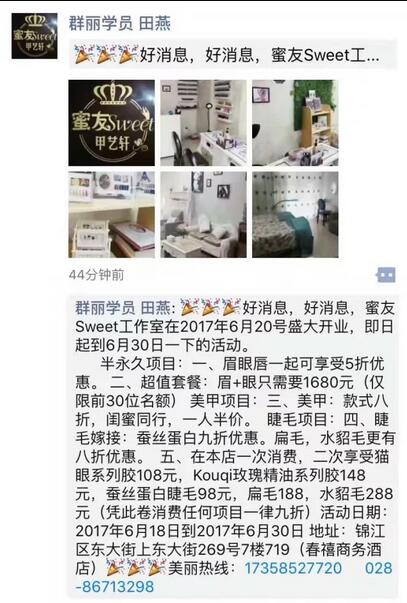 群丽学员 田燕
🎉🎉🎉好消息，好消息，蜜友Sweet工...
蜜友Sweet
甲艺轩
蜜友Sweet
甲艺轩
44分钟前
群丽学员 田燕: 🎉🎉🎉好消息，好消息，蜜友
Sweet工作室在2017年6月20号盛大开业，即日
起到6月30日一下的活动。
半永久项目：一、眉眼唇一起可享受5折优
惠。 二、超值套餐：眉+眼只需要1680元（仅
限前30位名额） 美甲项目：三、美甲：款式八
折，闺蜜同行，一人半价。 睫毛项目：四、睫
毛嫁接：蚕丝蛋白九折优惠。扁毛，水貂毛更有
八折优惠。 五、在本店一次消费，二次享受猫
眼系列胶108元，Kouqi玫瑰精油系列胶148
元，蚕丝蛋白睫毛98元，扁毛188，水貂毛288
元（凭此卷消费任何项目一律九折）活动日期：
2017年6月18日到2017年6月30日 地址：锦江
区东大街上东大街269号7楼719（春禧商务酒
店）🎉🎉🎉美丽热线：17358527720 028
-86713298